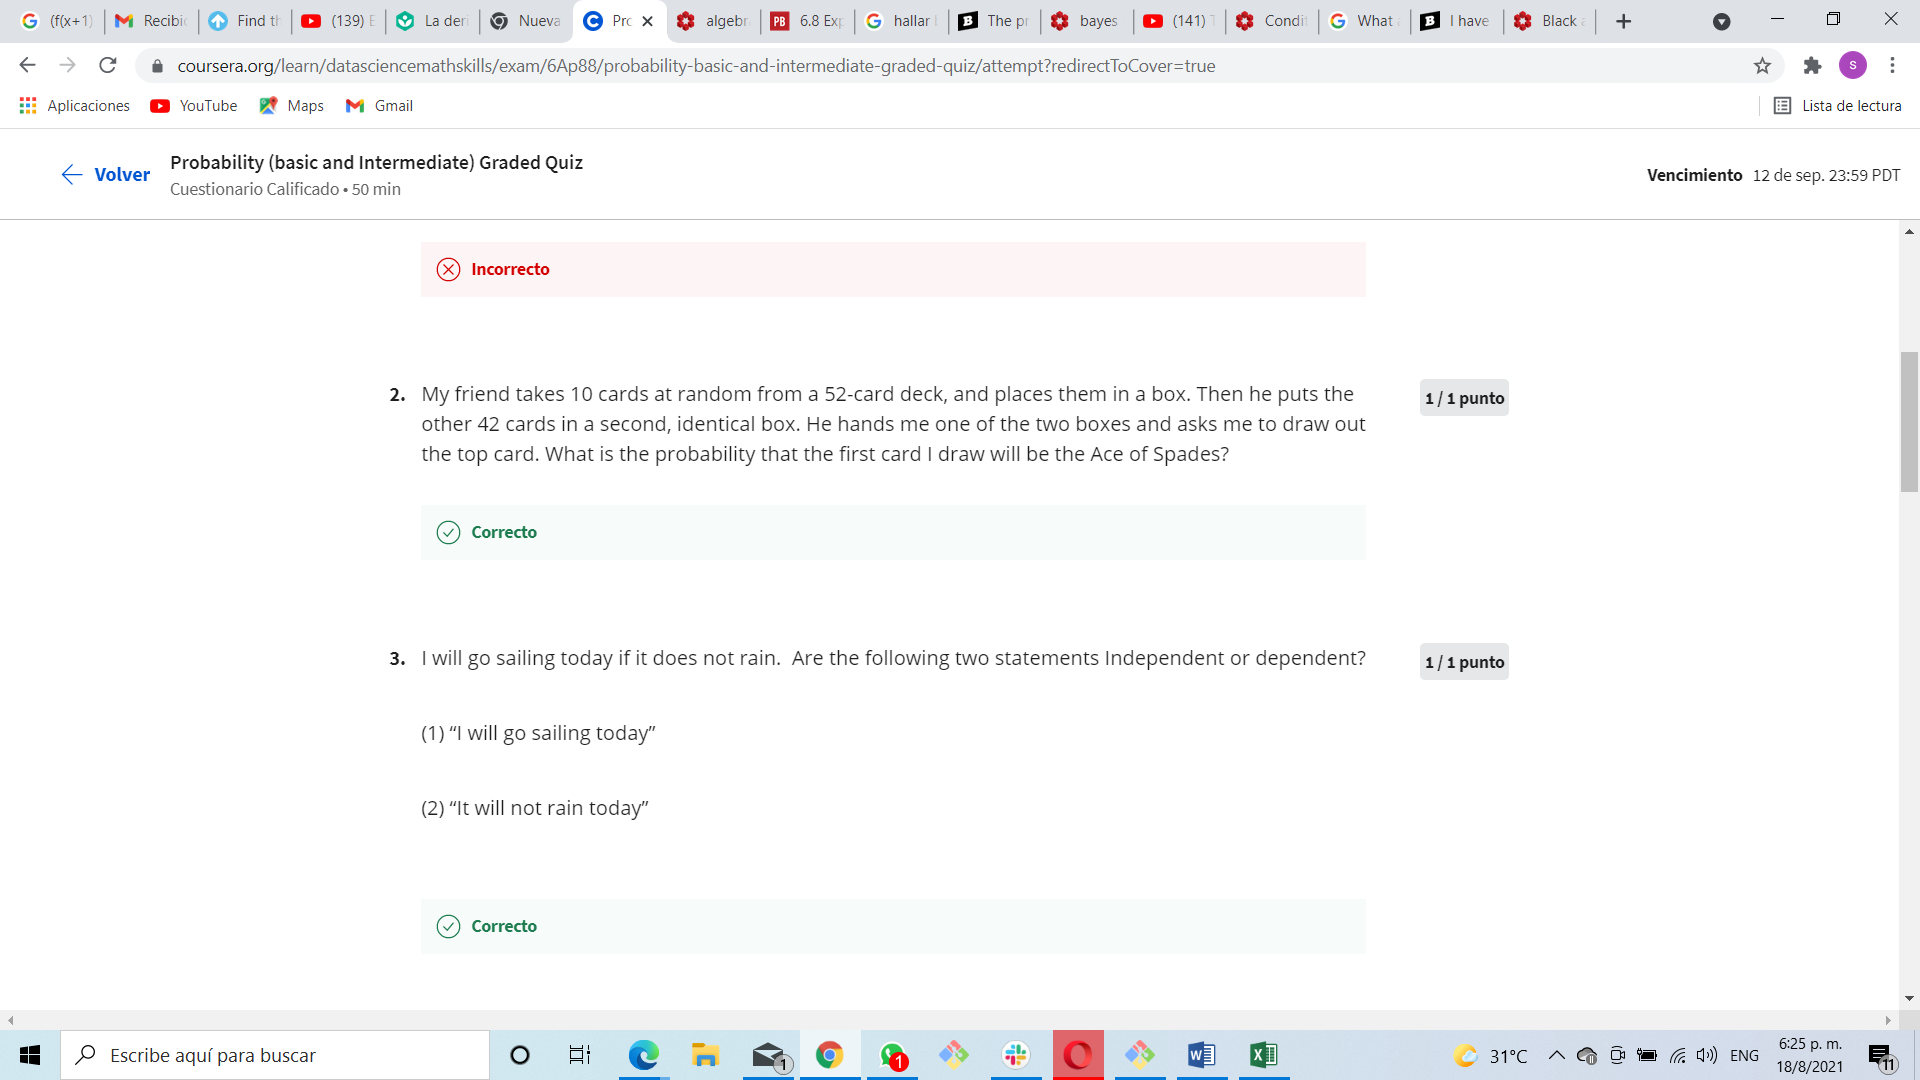 (f(x+1)
Recibi
Find th
(139) E
La deri
Nueva
Pro
algebr
PB
6.8 Exp
hallar l
B
The pr
bayes
(141) T
Condit
What
B
I have
Black
coursera.org/learn/datasciencemathskills/exam/6Ap88/probability-basic-and-intermediate-graded-quiz/attempt?redirectToCover=true
s
Aplicaciones
YouTube
Maps
Gmail
Lista de lectura
Volver
Probability (basic and Intermediate) Graded Quiz
Cuestionario Calificado • 50 min
Vencimiento 12 de sep. 23:59 PDT
Incorrecto
2. My friend takes 10 cards at random from a 52-card deck, and places them in a box. Then he puts the
other 42 cards in a second, identical box. He hands me one of the two boxes and asks me to draw out
the top card. What is the probability that the first card I draw will be the Ace of Spades?
1 / 1 punto
Correcto
3. I will go sailing today if it does not rain. Are the following two statements Independent or dependent?
1 / 1 punto
(1) “I will go sailing today”
(2) “It will not rain today”
Correcto
Escribe aquí para buscar
1
1
31°C
ENG
6:25 p. m.
18/8/2021
11